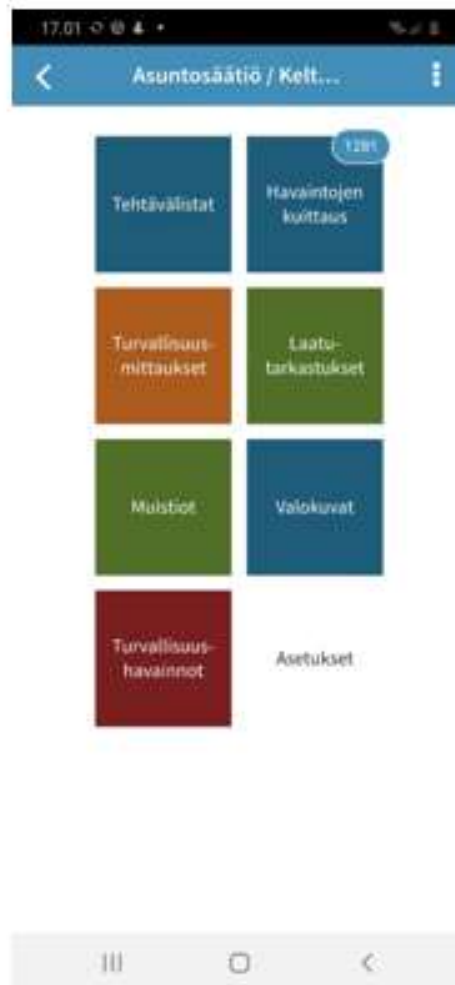 17.01
Asuntosäätiö / Kelt...
Tehtävälistat
1281
Havaintojen
kuittaus
Turvallisuus-
mittaukset
Laatu-
tarkastukset
Muistiot
Valokuvat
Turvallisuus-
havainnot
Asetukset